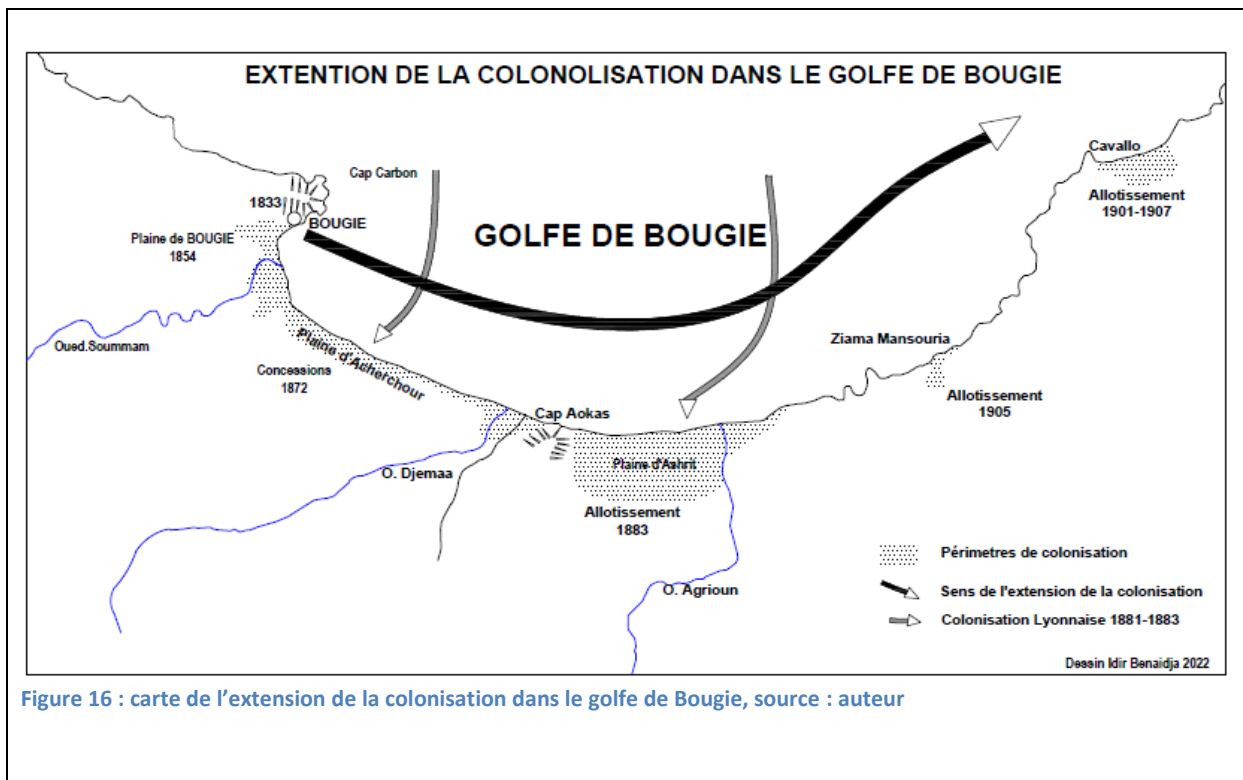 EXTENTION DE LA COLONOLISATION DANS LE GOLFE DE BOUGIE
Cavallo
Allotissement
1901-1907
Cap Carbon
1833
BOUGIE
Plaine de BOUGIE
1854
GOLFE DE BOUGIE
Oued.Soummam
Plaine d'Acherchour
Concessions
1872
Ziama Mansouria
Allotissement
1905
Cap Aokas
O. Djemaa
Plaine d'Ashrit
Allotissement
1883
O. Agrioun
Périmetres de colonisation
Sens de l'extension de la colonisation
Colonisation Lyonnaise 1881-1883
Dessin Idir Benaidja 2022
Figure 16 : carte de l’extension de la colonisation dans le golfe de Bougie, source : auteur